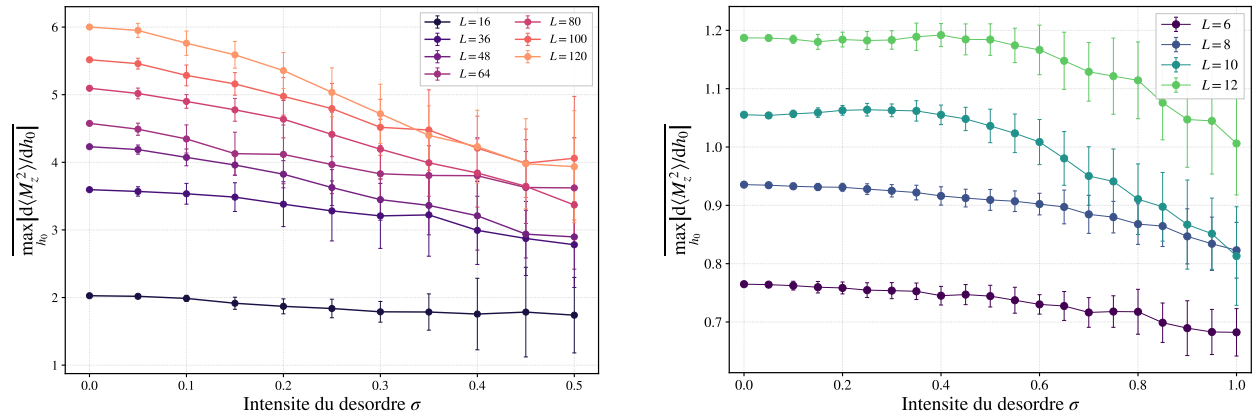 6
5
4
3
2
1
0.0 0.1 0.2 0.3 0.4 0.5
Intensite du desordre σ
max_{h_0} |d⟨M_z^2⟩/dh_0|
L = 16
L = 36
L = 48
L = 64
L = 80
L = 100
L = 120
1.2
1.1
1.0
0.9
0.8
0.7
0.0 0.2 0.4 0.6 0.8 1.0
Intensite du desordre σ
max_{h_0} |d⟨M_z^2⟩/dh_0|
L = 6
L = 8
L = 10
L = 12